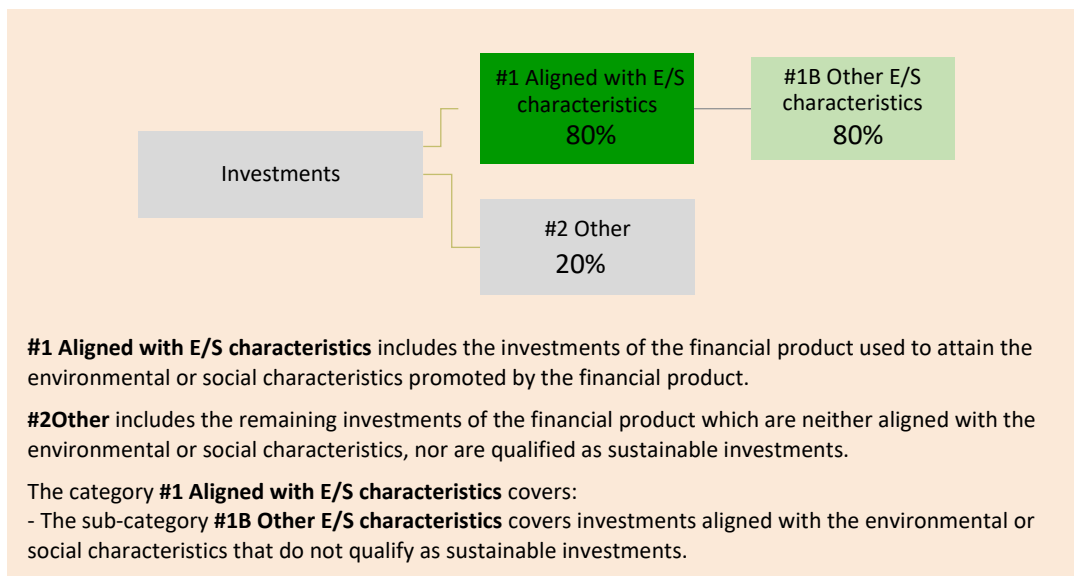 #1 Aligned with E/S
characteristics
80%
#1B Other E/S
characteristics
80%
Investments
#2 Other
20%
#1 Aligned with E/S characteristics includes the investments of the financial product used to attain the
environmental or social characteristics promoted by the financial product.
#2Other includes the remaining investments of the financial product which are neither aligned with the
environmental or social characteristics, nor are qualified as sustainable investments.
The category #1 Aligned with E/S characteristics covers:
- The sub-category #1B Other E/S characteristics covers investments aligned with the environmental or
social characteristics that do not qualify as sustainable investments.